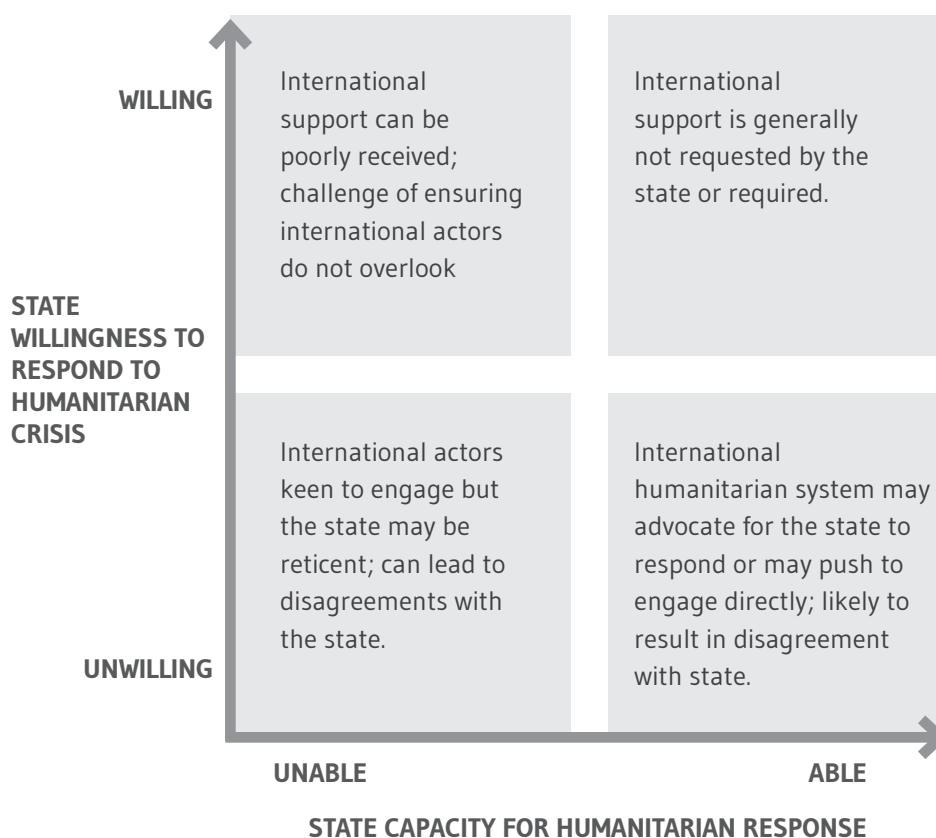 WILLING
International
support can be
poorly received;
challenge of ensuring
international actors
do not overlook
International
support is generally
not requested by the
state or required.
STATE
WILLINGNESS TO
RESPOND TO
HUMANITARIAN
CRISIS
International actors
keen to engage but
the state may be
reticent; can lead to
disagreements with
the state.
International
humanitarian system may
advocate for the state to
respond or may push to
engage directly; likely to
result in disagreement
with state.
UNWILLING
UNABLE
ABLE
STATE CAPACITY FOR HUMANITARIAN RESPONSE